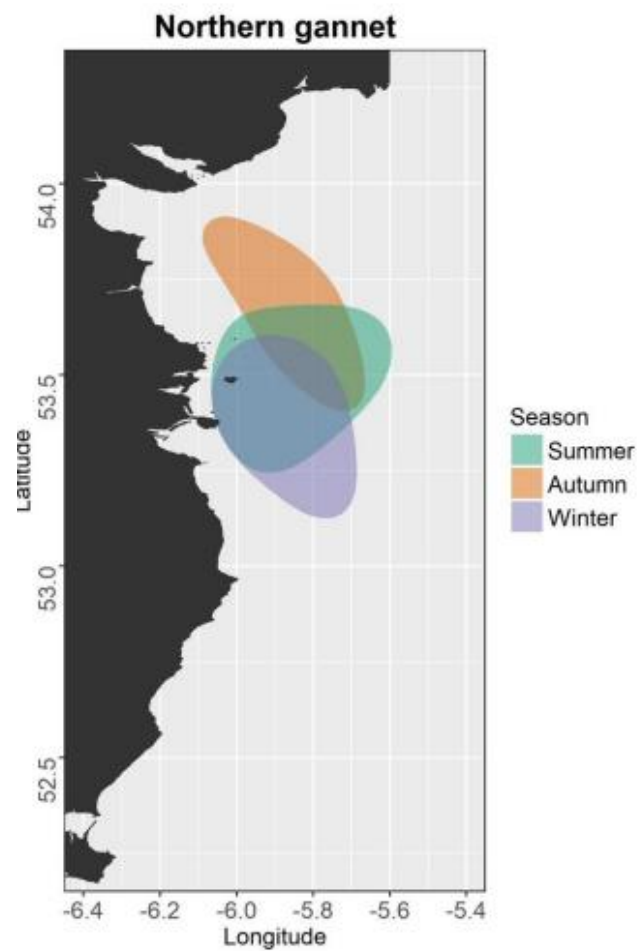 Northern gannet
54.0
53.5
53.0
52.5
Latitude
-6.4 -6.2 -6.0 -5.8 -5.6 -5.4
Longitude
Season
Summer
Autumn
Winter